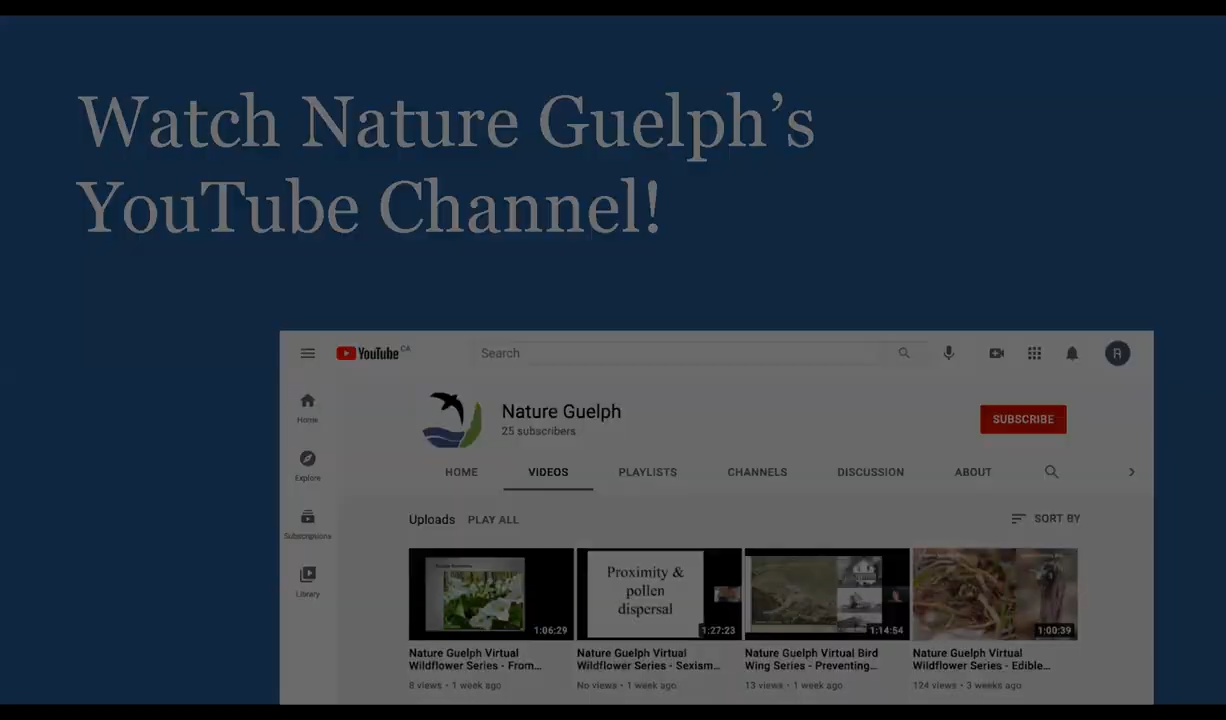 Watch Nature Guelph’s
YouTube Channel!
YouTube CA
Search
R
Home
Explore
Subscriptions
Library
Nature Guelph
25 subscribers
SUBSCRIBE
HOME VIDEOS PLAYLISTS CHANNELS DISCUSSION ABOUT
Uploads PLAY ALL
SORT BY
1:06:29
Proximity &
pollen
dispersal
1:27:23
1:14:54
1:00:39
Nature Guelph Virtual
Wildflower Series - From...
8 views • 1 week ago
Nature Guelph Virtual
Wildflower Series - Sexism...
No views • 1 week ago
Nature Guelph Virtual Bird
Wing Series - Preventing...
13 views • 1 week ago
Nature Guelph Virtual
Wildflower Series - Edible...
124 views • 3 weeks ago